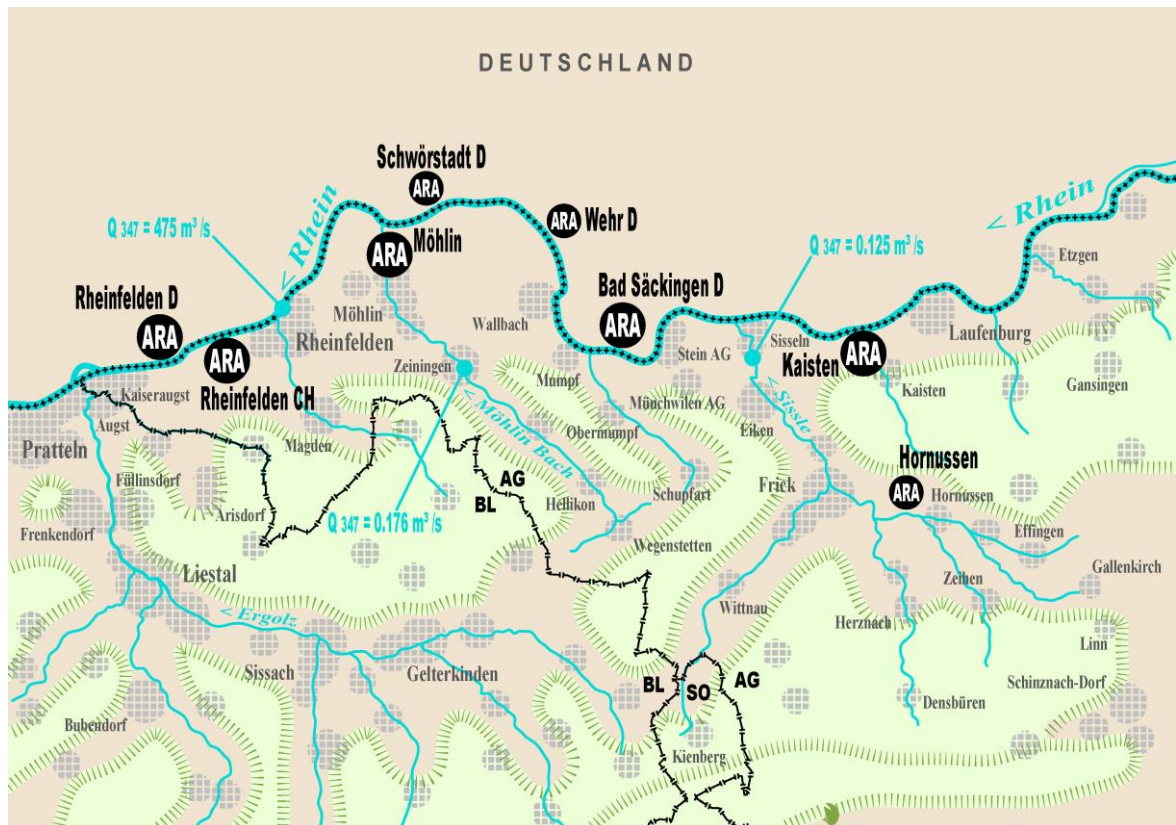 DEUTSCHLAND
Schwörstadt D
ARA
< Rhein
Q 347 = 475 m³/s
ARA
Wehr D
< Rhein
ARA
Möhlin
Q 347 = 0.125 m³/s
Etzgen
Rheinfelden D
ARA
Bad Säckingen D
ARA
Möhlin
Wallbach
Rheinfelden
Sisseln
Laufenburg
Stein AG
Kaisten
ARA
ARA
Rheinfelden CH
Zeiningen
Mumpf
Kaiseraugst
Kaisten
Gansingen
Augst
< Möhlin Bach
Münchwilen AG
< Sissle
Pratteln
Magden
Obermumpf
Eiken
Füllinsdorf
Hornussen
ARA
AG
BL
Hellikon
Schupfart
Frick
Hornussen
Arisdorf
Q 347 = 0.176 m³/s
Frenkendorf
Wegenstetten
Effingen
Liestal
Gallenkirch
Zeihen
< Ergolz
Wittnau
Herznach
Linn
Sissach
Gelterkinden
BL
SO
AG
Schinznach-Dorf
Densbüren
Bubendorf
Kienberg